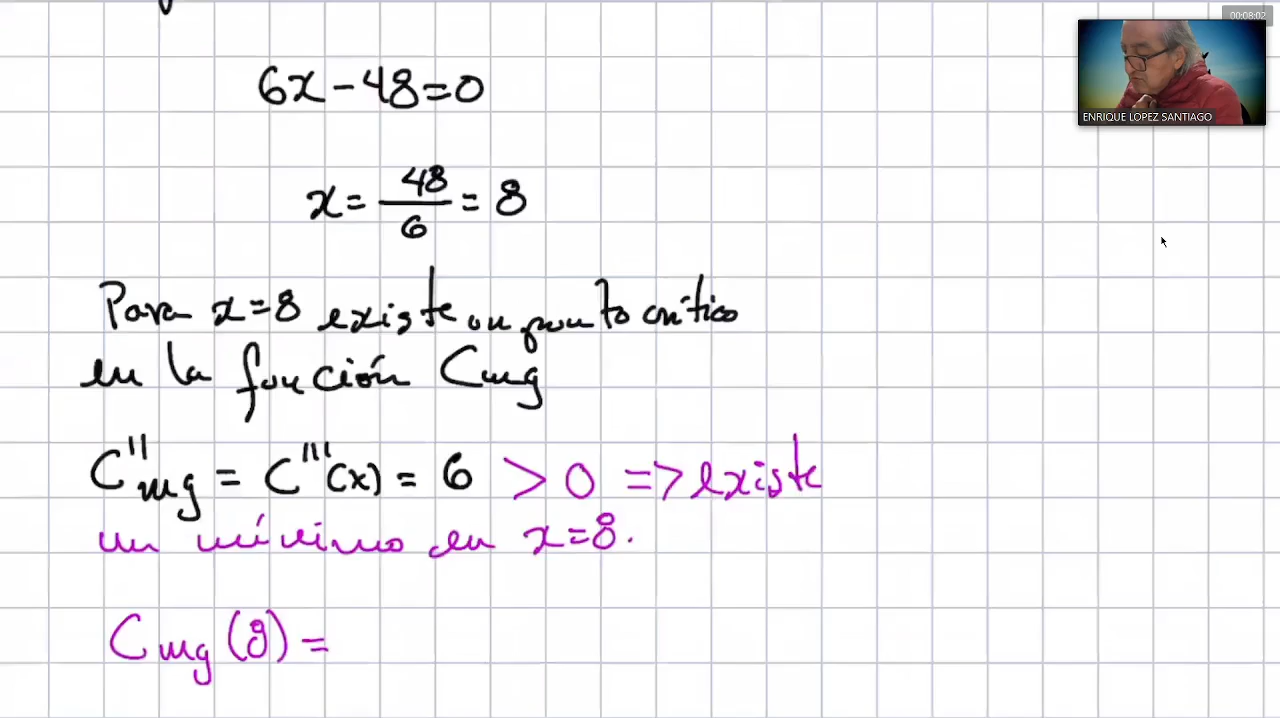 00:08:02
ENRIQUE LOPEZ SANTIAGO
6x-48=0
x= 48/6 = 8
Para x=8 existe un punto crítico
en la función Cmg
C''mg = C'''(x) = 6 > 0 => existe
un mínimo en x=8.
Cmg(8) =